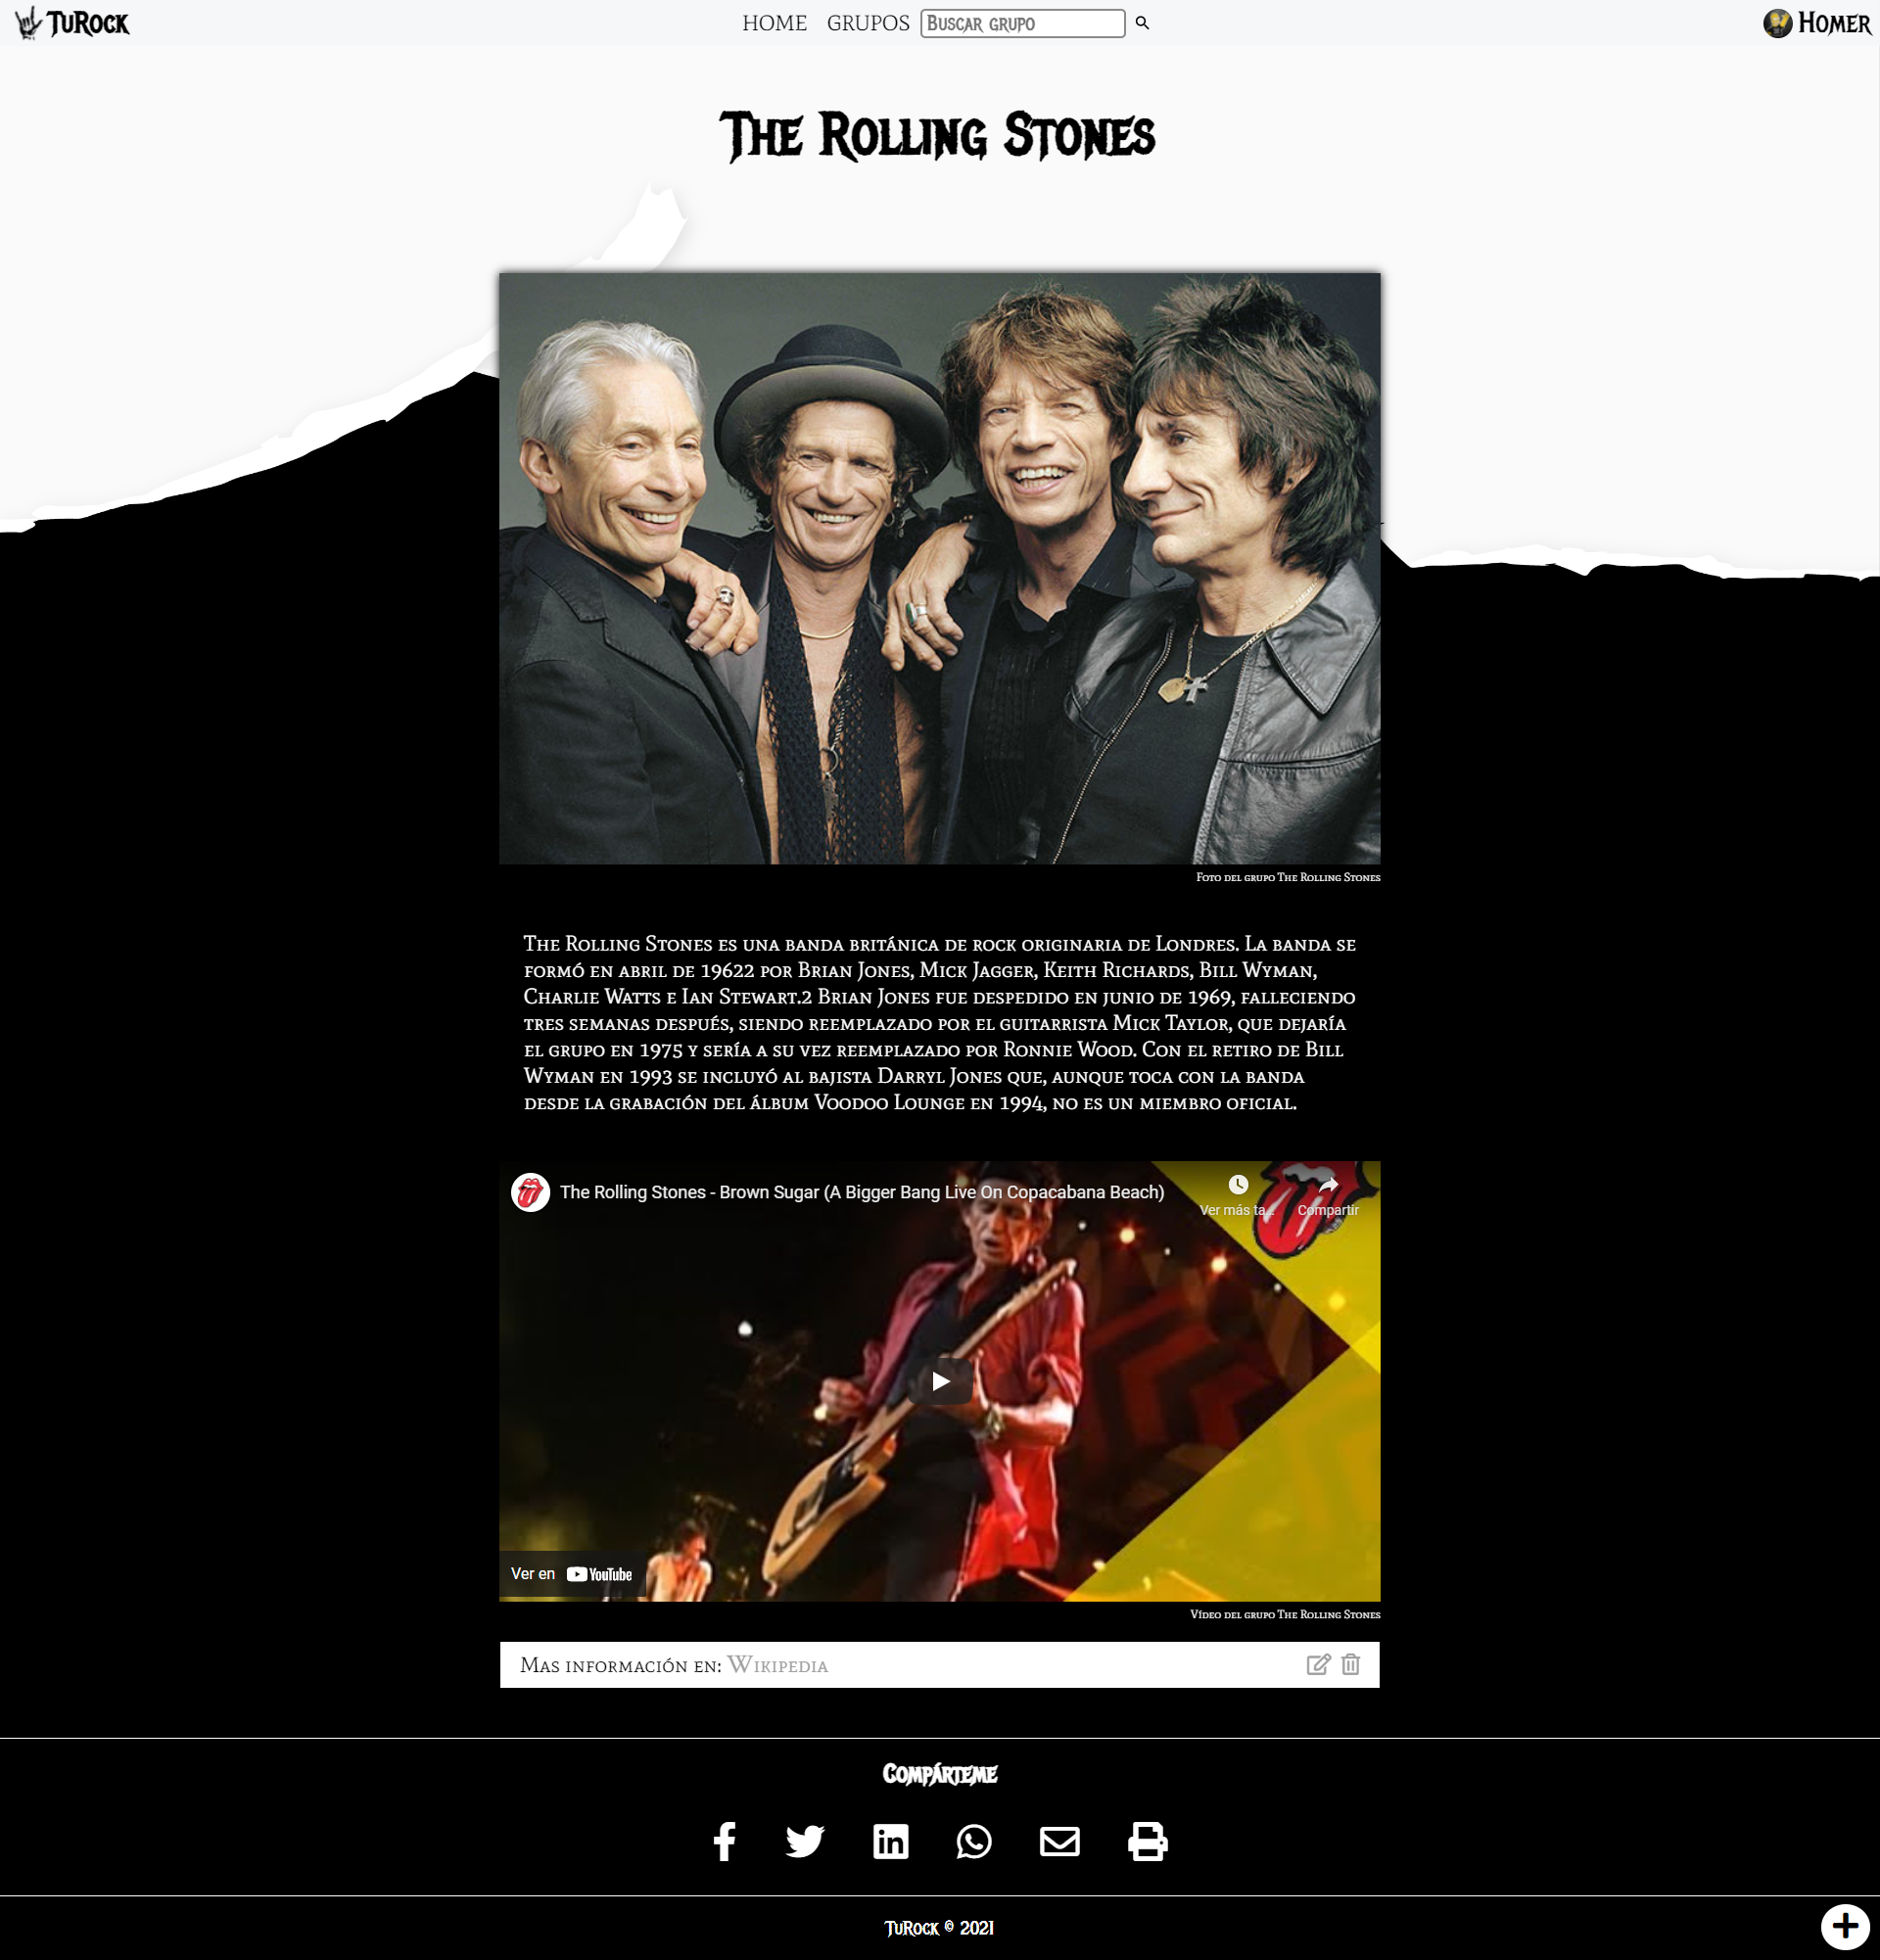 TuRock
HOME GRUPOS Buscar grupo
Homer
The Rolling Stones
Foto del grupo The Rolling Stones
The Rolling Stones es una banda británica de rock originaria de Londres. La banda se
formó en abril de 19622 por Brian Jones, Mick Jagger, Keith Richards, Bill Wyman,
Charlie Watts e Ian Stewart.2 Brian Jones fue despedido en junio de 1969, falleciendo
tres semanas después, siendo reemplazado por el guitarrista Mick Taylor, que dejaría
el grupo en 1975 y sería a su vez reemplazado por Ronnie Wood. Con el retiro de Bill
Wyman en 1993 se incluyó al bajista Darryl Jones que, aunque toca con la banda
desde la grabación del álbum Voodoo Lounge en 1994, no es un miembro oficial.
The Rolling Stones - Brown Sugar (A Bigger Bang Live On Copacabana Beach)
Ver más ta...
Compartir
Ver en YouTube
Vídeo del grupo The Rolling Stones
Mas información en: Wikipedia
Compárteme
TuRock © 2021